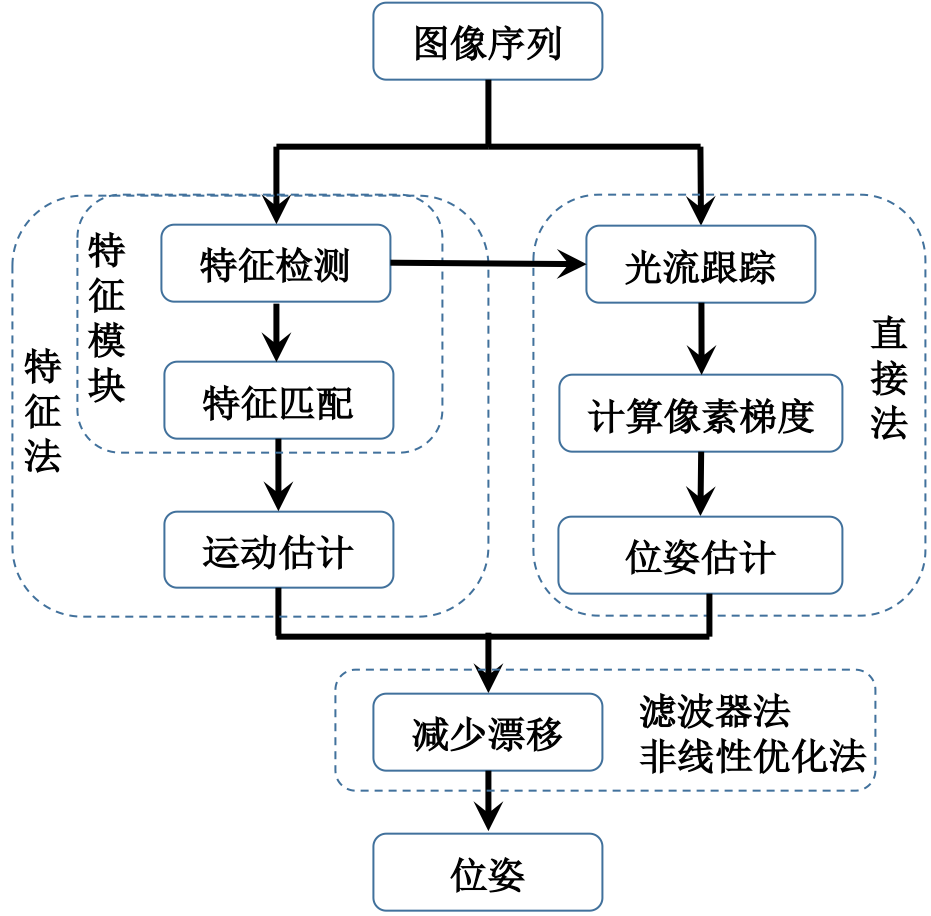 图像序列
特征法
特征模块
特征检测
特征匹配
运动估计
直接法
光流跟踪
计算像素梯度
位姿估计
减少漂移
滤波器法
非线性优化法
位姿